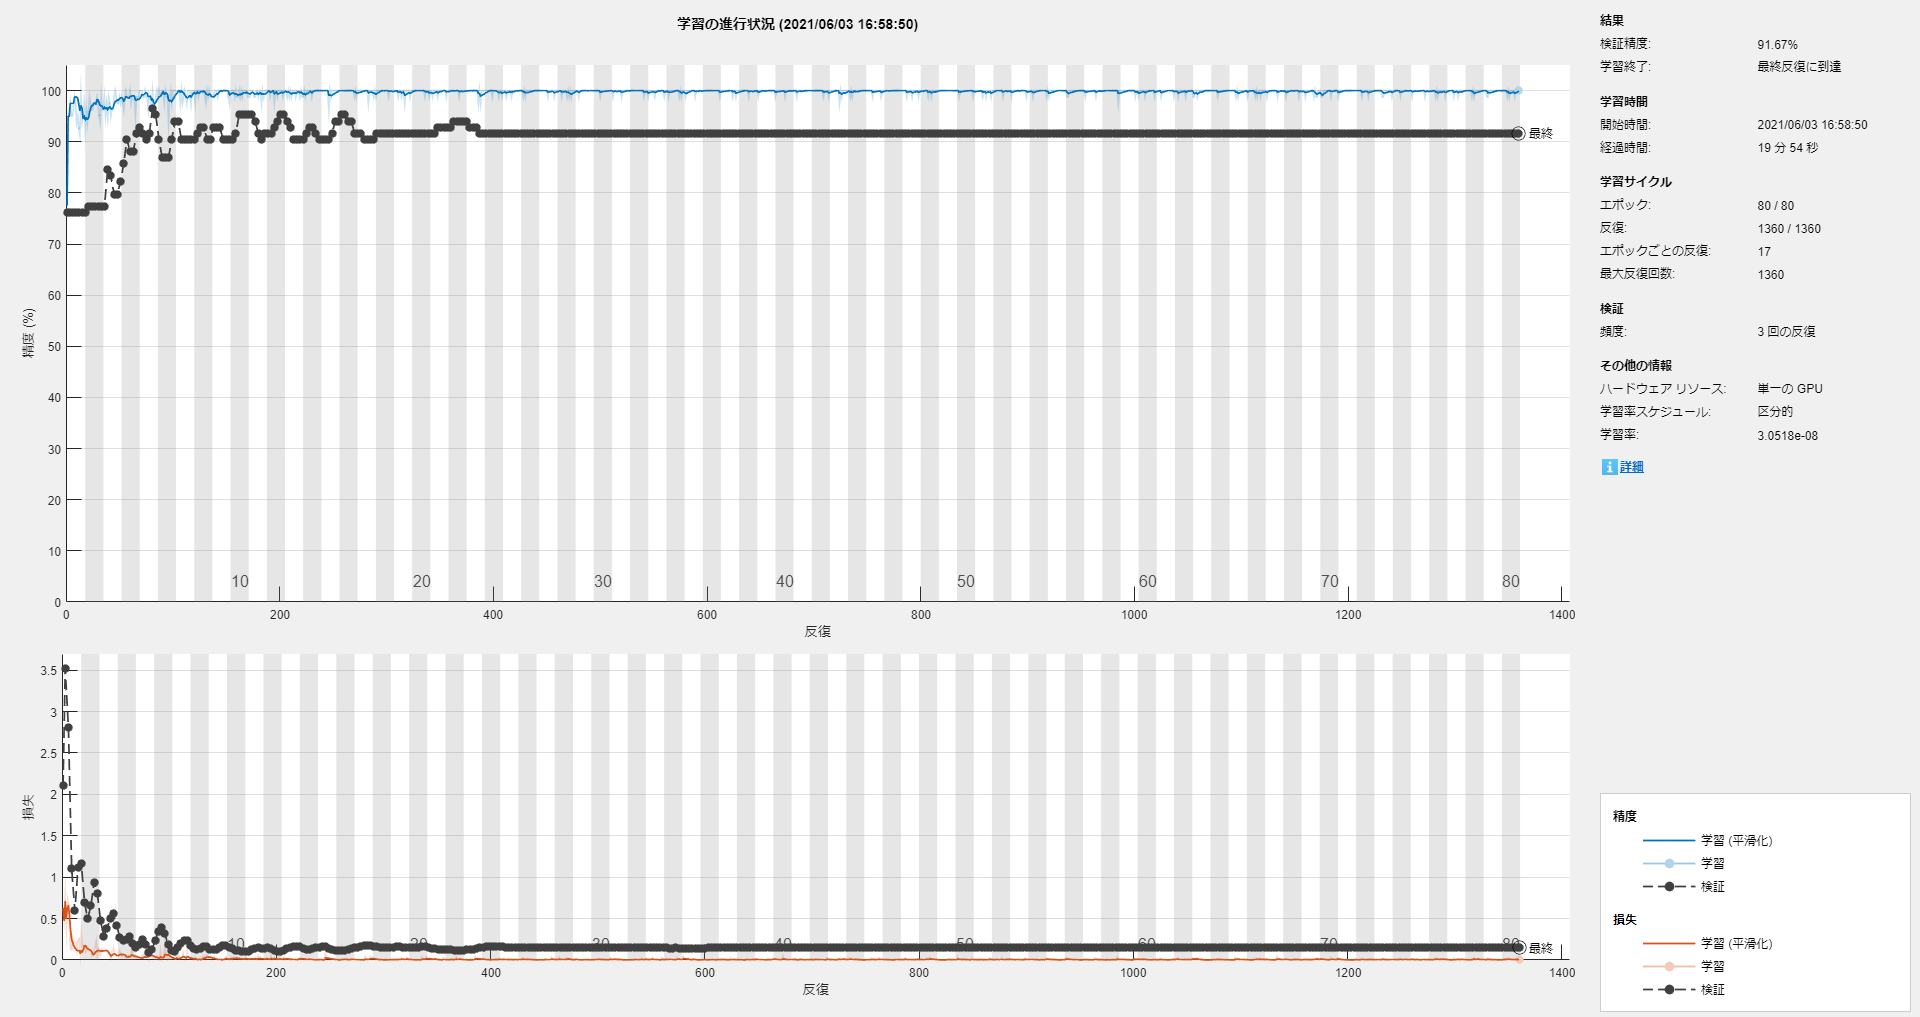 学習の進行状況 (2021/06/03 16:58:50)
100
90
80
70
60
50
40
30
20
10
0
精度 (%)
10 20 30 40 50 60 70 80
0 200 400 600 800 1000 1200 1400
反復
最終
3.5
3
2.5
2
1.5
1
0.5
0
損失
10 20 30 40 50 60 70 80
0 200 400 600 800 1000 1200 1400
反復
最終
結果
検証精度: 91.67%
学習終了: 最終反復に到達
学習時間
開始時間: 2021/06/03 16:58:50
経過時間: 19 分 54 秒
学習サイクル
エポック: 80 / 80
反復: 1360 / 1360
エポックごとの反復: 17
最大反復回数: 1360
検証
頻度: 3 回の反復
その他の情報
ハードウェア リソース: 単一の GPU
学習率スケジュール: 区分的
学習率: 3.0518e-08
詳細
精度
学習 (平滑化)
学習
検証
損失
学習 (平滑化)
学習
検証